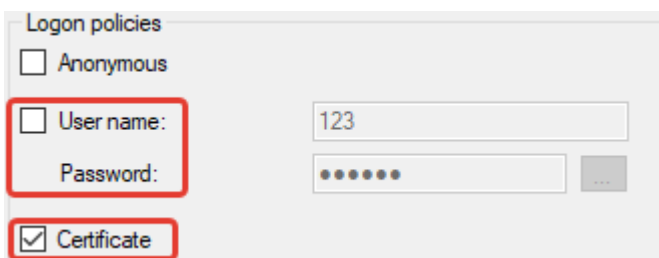 Logon policies
Anonymous
User name: 123
Password: ●●●●●● ...
Certificate